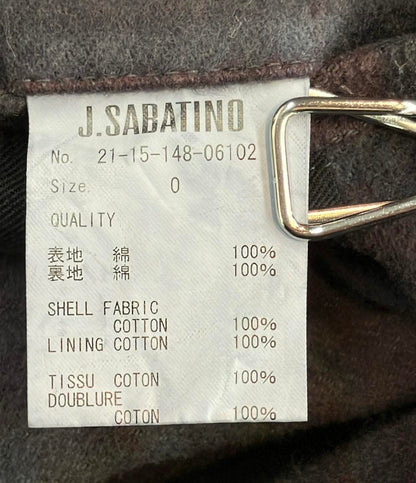 J.SABATINO
No. 21-15-148-06102
Size. 0
QUALITY
表地 綿 100%
裏地 綿 100%
SHELL FABRIC
COTTON 100%
LINING COTTON 100%
TISSU COTON 100%
DOUBLURE
COTON 100%